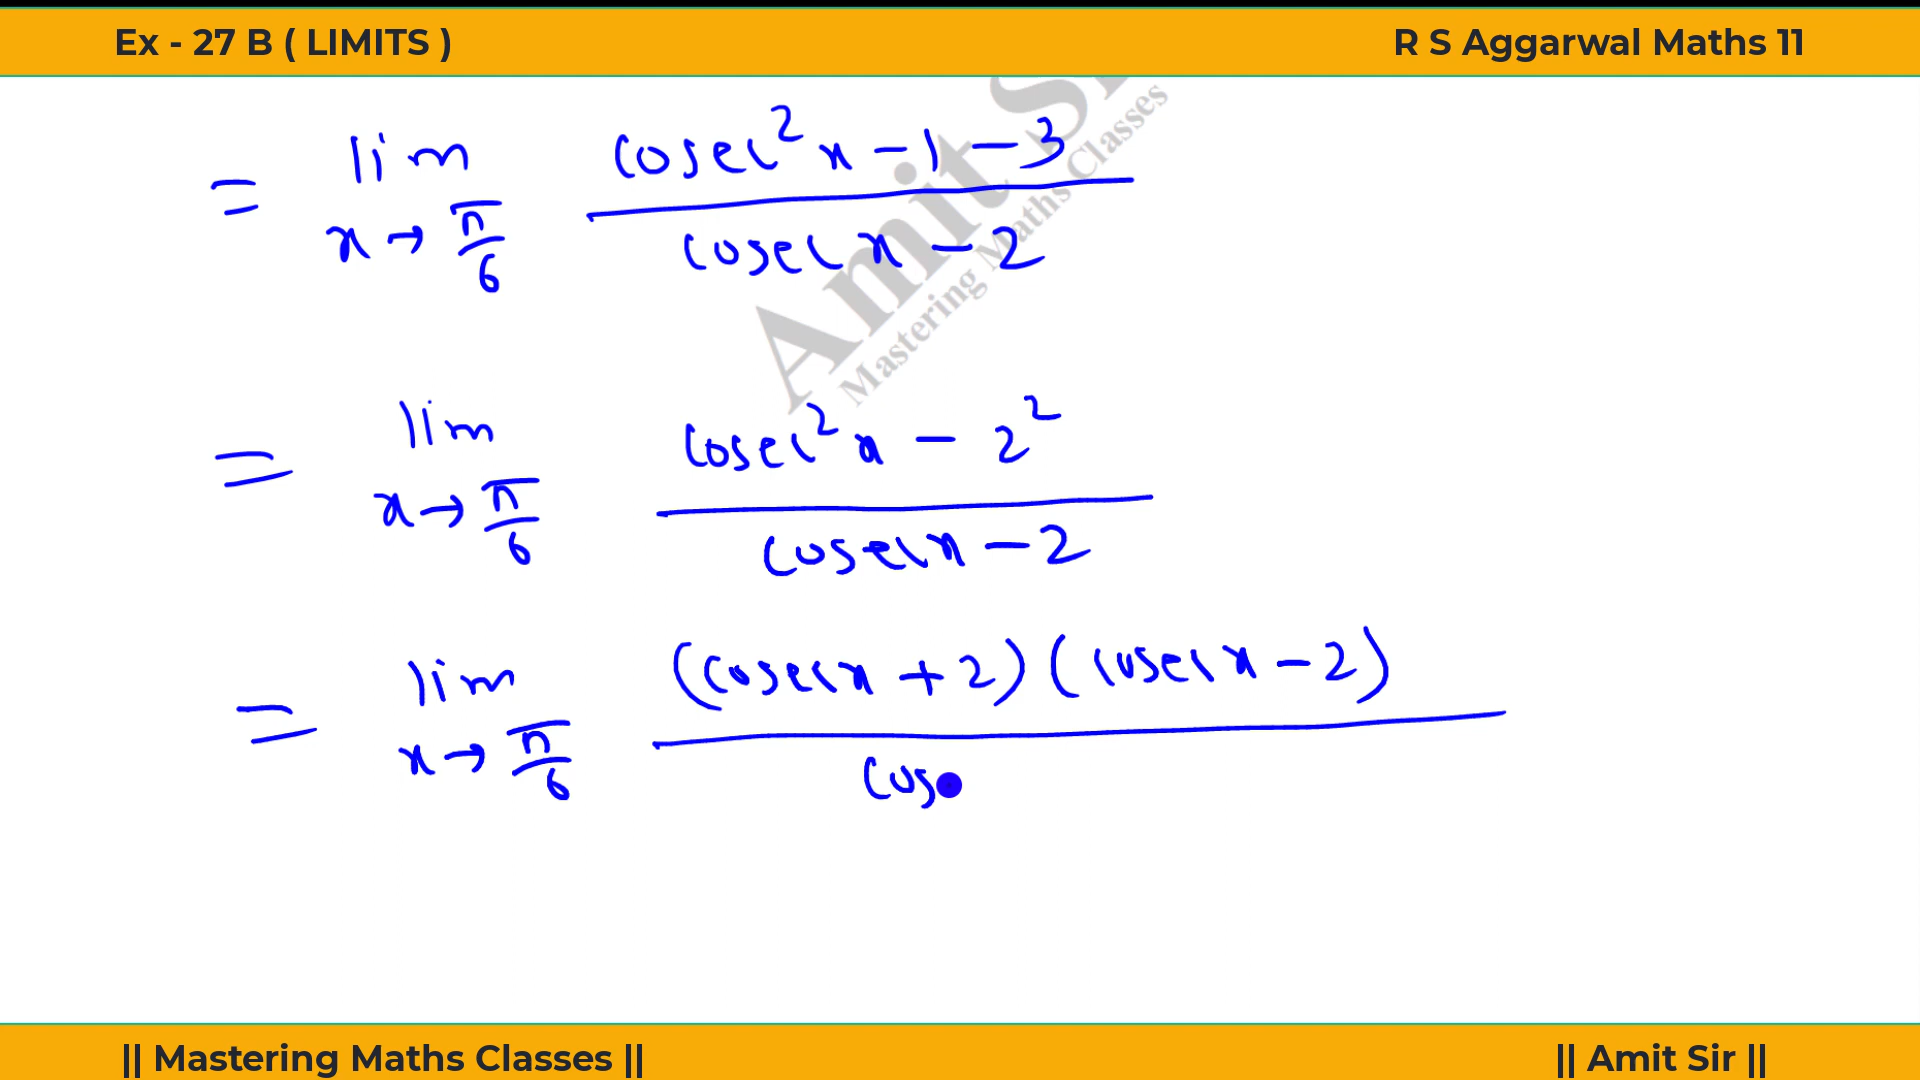 Ex - 27 B ( LIMITS )
R S Aggarwal Maths 11
= lim x→π/6 (cosec²x - 1 - 3)/(cosec x - 2)
= lim x→π/6 (cosec²x - 2²)/(cosec x - 2)
= lim x→π/6 (cosec x + 2)(cosec x - 2)/cos
Amit S
Mastering Maths Classes
|| Mastering Maths Classes ||
|| Amit Sir ||